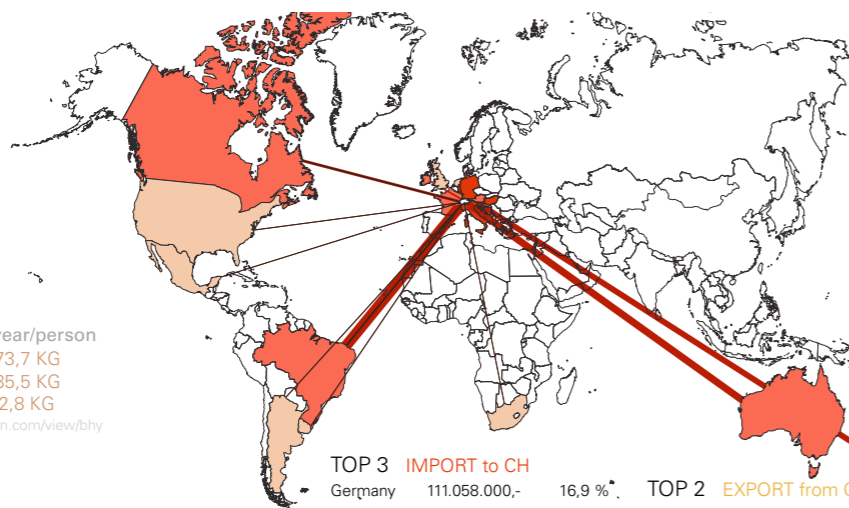 year/person
73,7 KG
35,5 KG
2,8 KG
n.com/view/bhy
TOP 3 IMPORT to CH
Germany 111.058.000,- 16,9 %
TOP 2 EXPORT from C